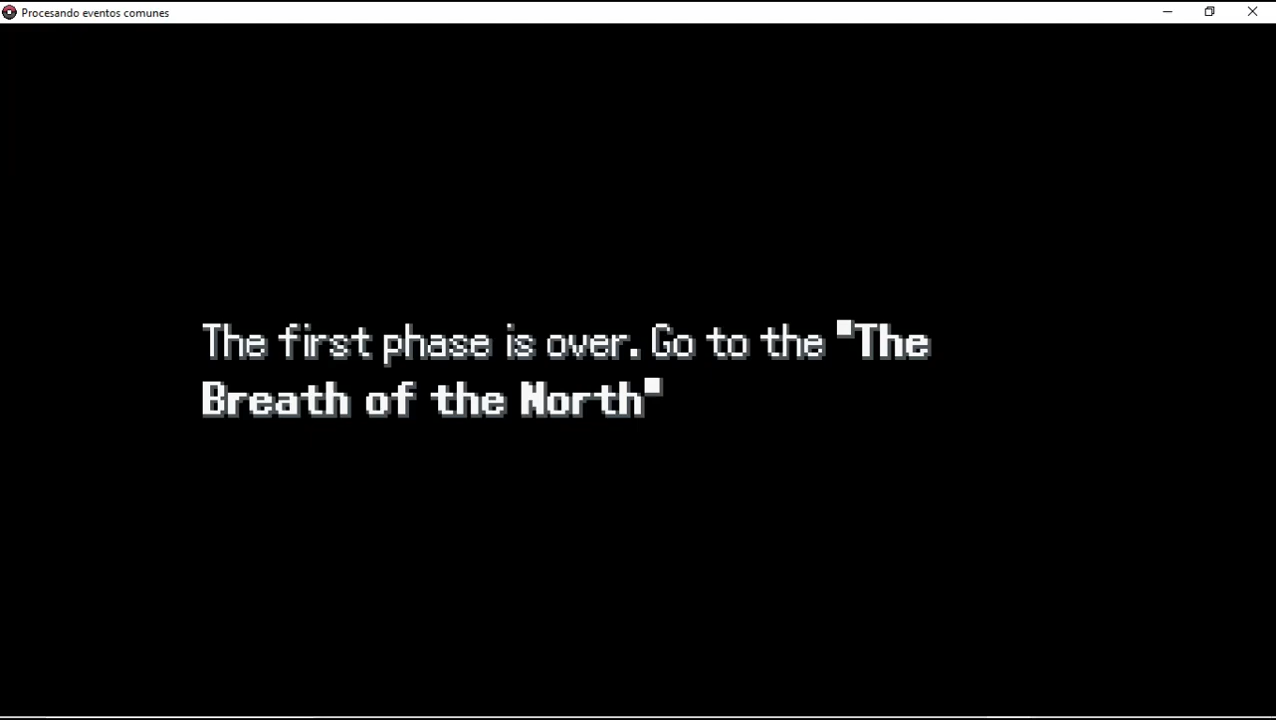 Procesando eventos comunes
The first phase is over. Go to the "The
Breath of the North"